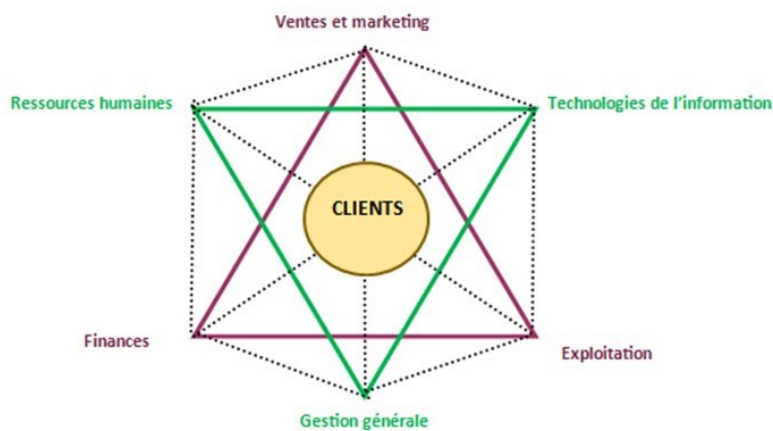 Ventes et marketing
Ressources humaines
Technologies de l'information
CLIENTS
Finances
Exploitation
Gestion générale